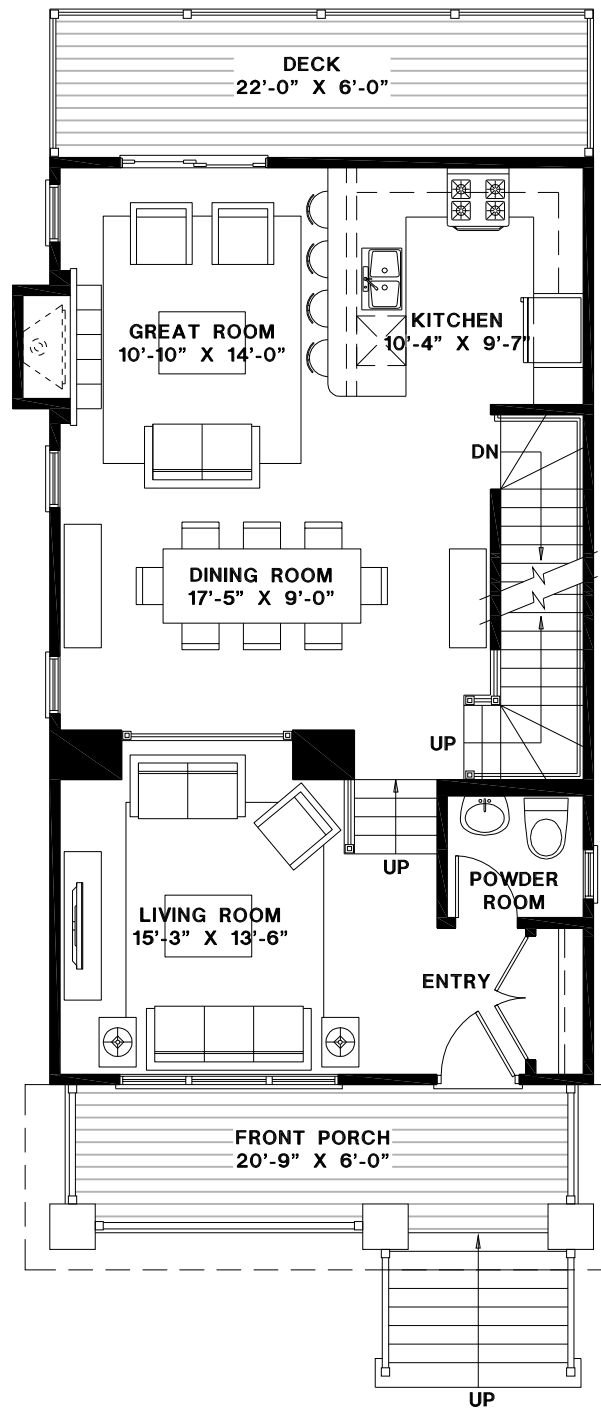 DECK
22'-0” X 6'-0”
GREAT ROOM
10'-10” X 14'-0”
KITCHEN
10'-4” X 9'-7”
DN
DINING ROOM
17'-5” X 9'-0”
UP
UP
POWDER
ROOM
LIVING ROOM
15'-3” X 13'-6”
ENTRY
FRONT PORCH
20'-9” X 6'-0”
UP